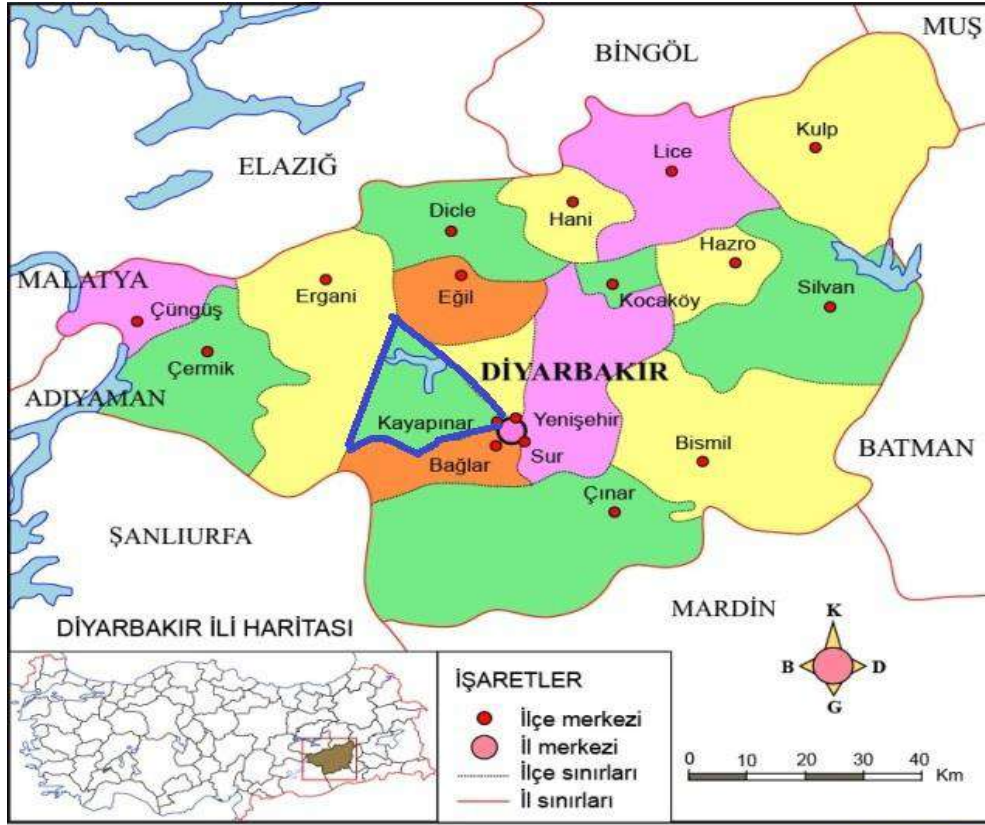 MUŞ
BİNGÖL
Kulp
Lice
ELAZIĞ
Dicle
Hani
Hazro
MALATYA
Ergani
Eğil
Kocaköy
Silvan
Çüngüş
Çermik
DİYARBAKIR
ADIYAMAN
Kayapınar
Yenişehir
Bismil
BATMAN
Bağlar
Sur
Çınar
ŞANLIURFA
MARDİN
DİYARBAKIR İLİ HARİTASI
K
B D
G
İŞARETLER
İlçe merkezi
İl merkezi
İlçe sınırları
İl sınırları
0 10 20 30 40
Km